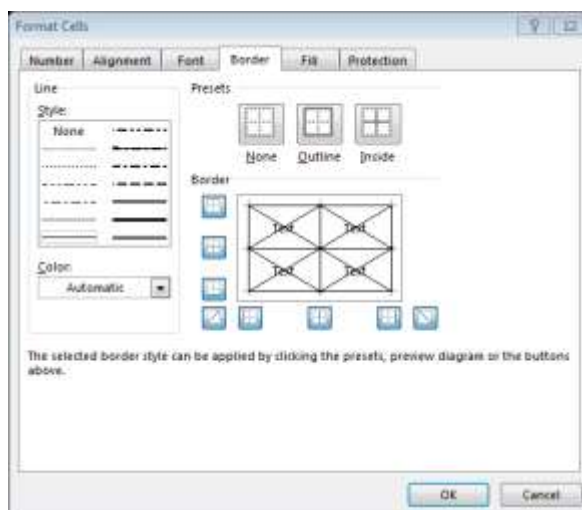 Format Cells
Number Alignment Font Border Fill Protection
Line
Style:
None
Color:
Automatic
Presets
None Outline Inside
Border
Text Text
Text Text
The selected border style can be applied by clicking the presets, preview diagram or the buttons
above.
OK Cancel